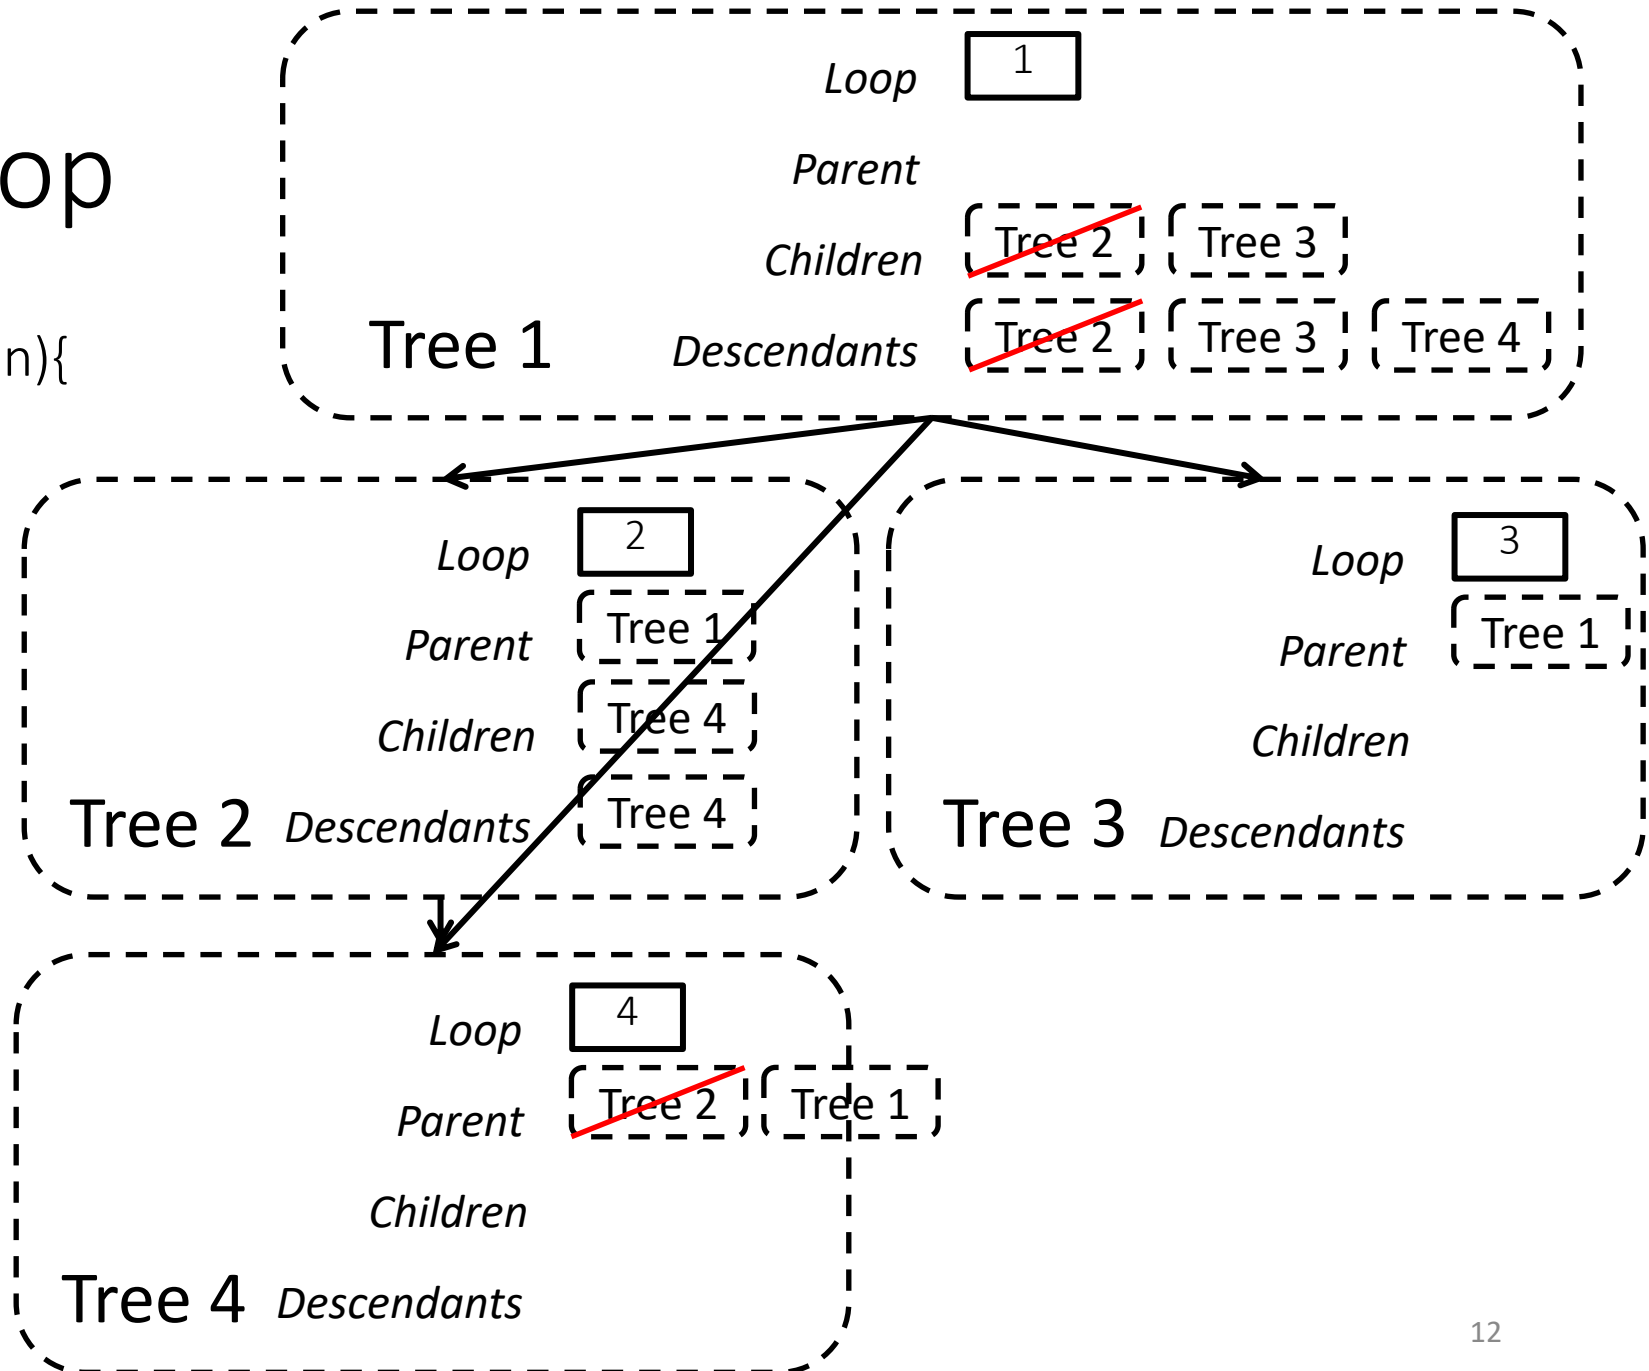 op
n){
Loop 1
Parent
Children Tree 2 Tree 3
Tree 1 Descendants Tree 2 Tree 3 Tree 4
Loop 2
Parent Tree 1
Children Tree 4
Tree 2 Descendants Tree 4
Loop 3
Parent Tree 1
Children
Tree 3 Descendants
Loop 4
Parent Tree 2 Tree 1
Children
Tree 4 Descendants
12